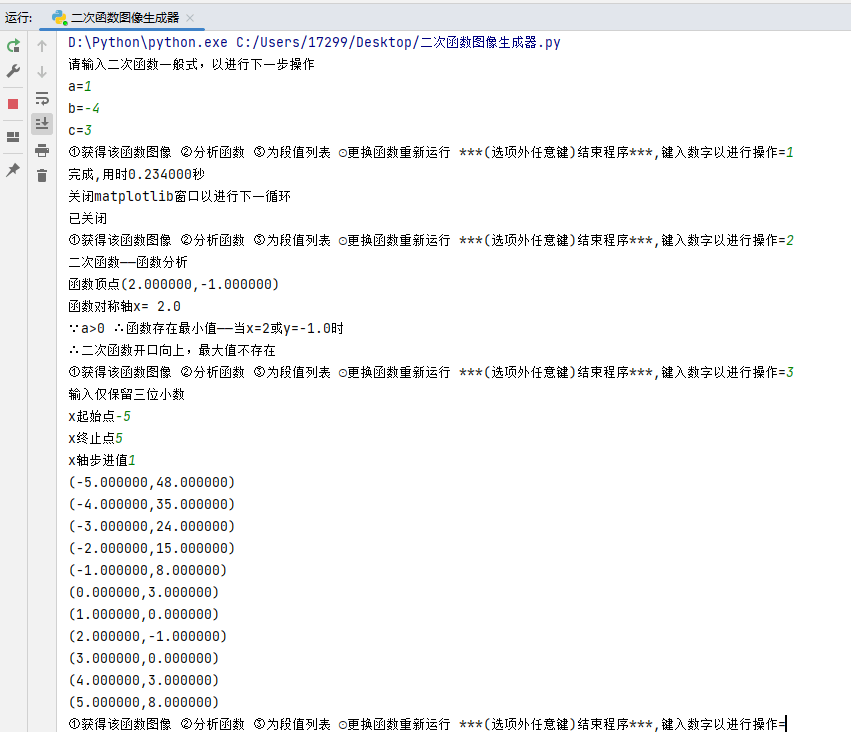 运行: 二次函数图像生成器 ×
D:\Python\python.exe C:/Users/17299/Desktop/二次函数图像生成器.py
请输入二次函数一般式，以进行下一步操作
a=1
b=-4
c=3
①获得该函数图像 ②分析函数 ③为段值列表 ⊙更换函数重新运行 ***(选项外任意键)结束程序***,键入数字以进行操作=1
完成,用时0.234000秒
关闭matplotlib窗口以进行下一循环
已关闭
①获得该函数图像 ②分析函数 ③为段值列表 ⊙更换函数重新运行 ***(选项外任意键)结束程序***,键入数字以进行操作=2
二次函数——函数分析
函数顶点(2.000000,-1.000000)
函数对称轴x= 2.0
∵a>0 ∴函数存在最小值——当x=2或y=-1.0时
∴二次函数开口向上，最大值不存在
①获得该函数图像 ②分析函数 ③为段值列表 ⊙更换函数重新运行 ***(选项外任意键)结束程序***,键入数字以进行操作=3
输入仅保留三位小数
x起始点-5
x终止点5
x轴步进值1
(-5.000000,48.000000)
(-4.000000,35.000000)
(-3.000000,24.000000)
(-2.000000,15.000000)
(-1.000000,8.000000)
(0.000000,3.000000)
(1.000000,0.000000)
(2.000000,-1.000000)
(3.000000,0.000000)
(4.000000,3.000000)
(5.000000,8.000000)
①获得该函数图像 ②分析函数 ③为段值列表 ⊙更换函数重新运行 ***(选项外任意键)结束程序***,键入数字以进行操作=